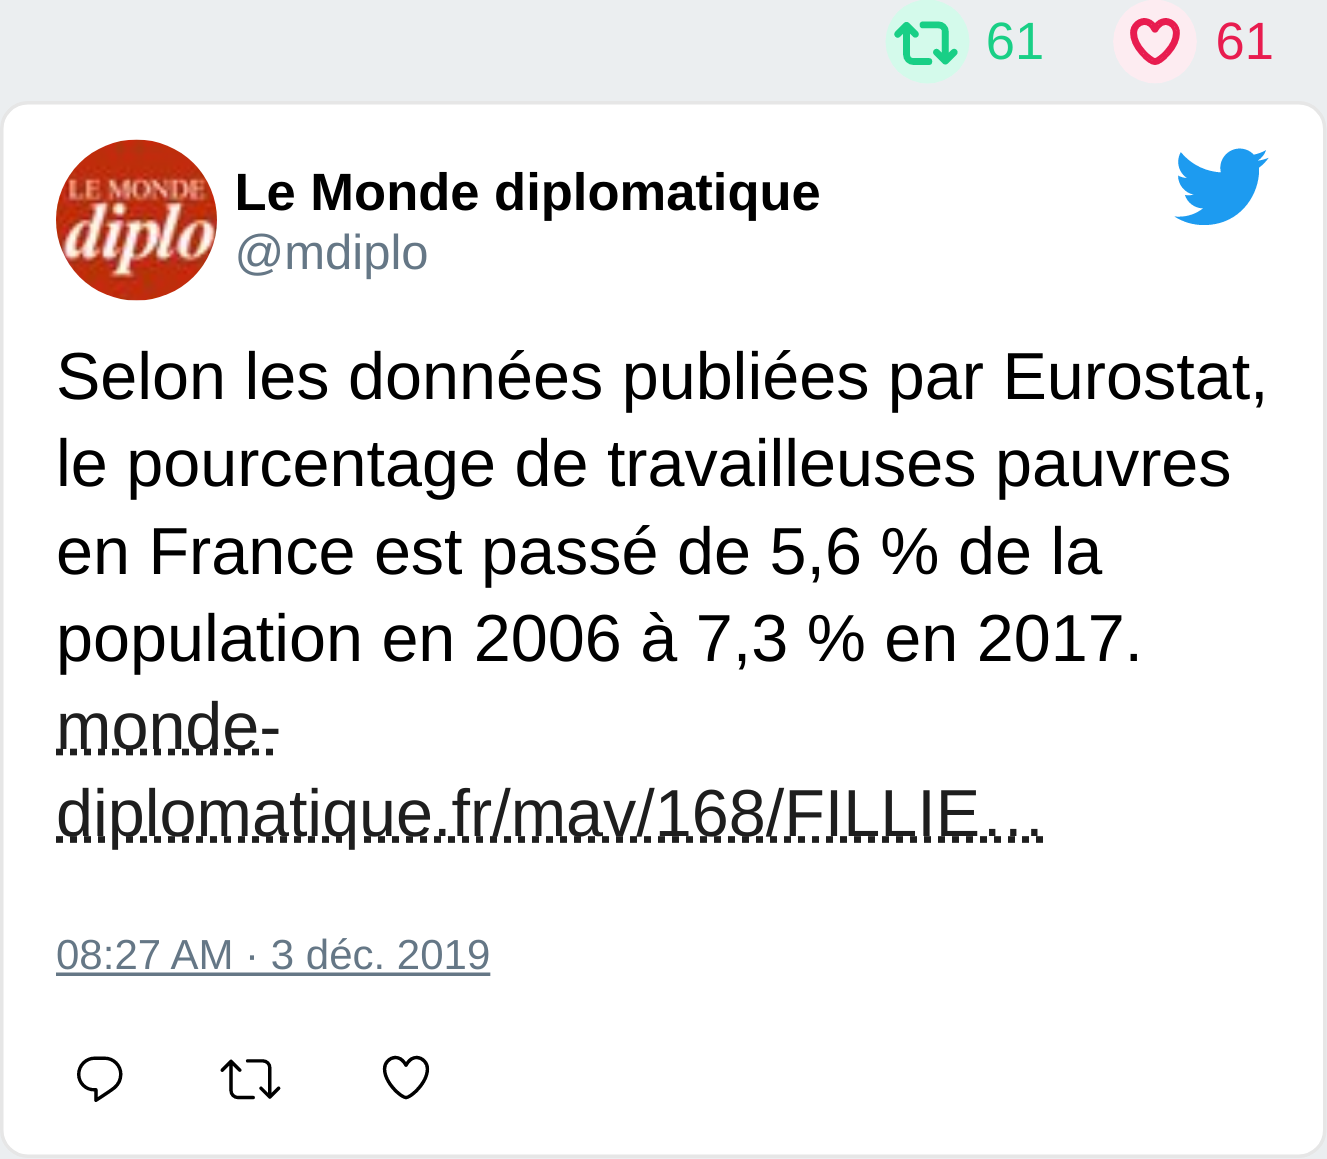 61 61
LE MONDE
diplo
Le Monde diplomatique
@mdiplo
Selon les données publiées par Eurostat,
le pourcentage de travailleuses pauvres
en France est passé de 5,6 % de la
population en 2006 à 7,3 % en 2017.
monde-
diplomatique.fr/mav/168/FILLIE…
08:27 AM · 3 déc. 2019